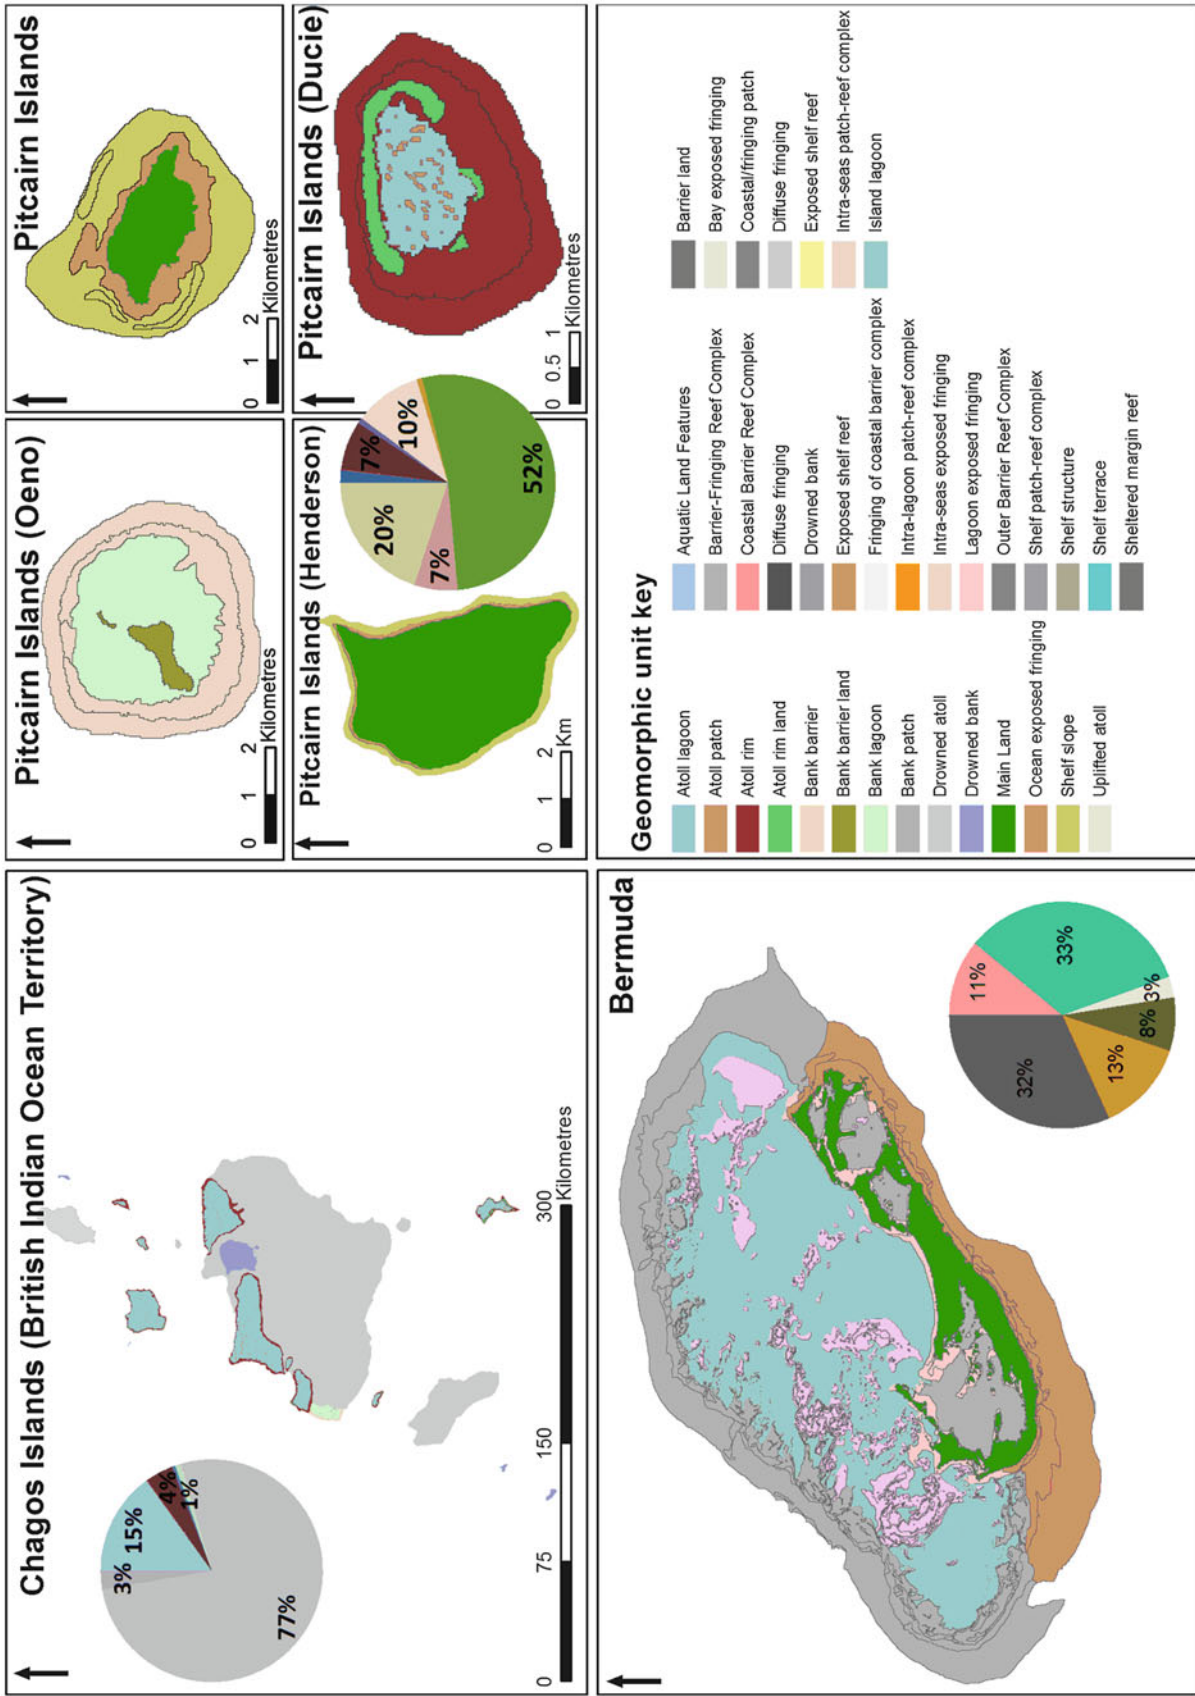 Chagos Islands (British Indian Ocean Territory)
3%
15%
4%
1%
77%
0
75
150
300
Kilometres
Pitcairn Islands (Oeno)
0
1
2
Kilometres
Pitcairn Islands
0
1
2
Kilometres
Pitcairn Islands (Henderson)
0
1
2
Km
20%
7%
10%
7%
52%
Pitcairn Islands (Ducie)
0
0.5
1
Kilometres
Bermuda
32%
11%
33%
3%
8%
13%
Geomorphic unit key
Atoll lagoon
Atoll patch
Atoll rim
Atoll rim land
Bank barrier
Bank barrier land
Bank lagoon
Bank patch
Drowned atoll
Drowned bank
Main Land
Ocean exposed fringing
Shelf slope
Uplifted atoll
Aquatic Land Features
Barrier-Fringing Reef Complex
Coastal Barrier Reef Complex
Diffuse fringing
Drowned bank
Exposed shelf reef
Fringing of coastal barrier complex
Intra-lagoon patch-reef complex
Intra-seas exposed fringing
Lagoon exposed fringing
Outer Barrier Reef Complex
Shelf patch-reef complex
Shelf structure
Shelf terrace
Sheltered margin reef
Barrier land
Bay exposed fringing
Coastal/fringing patch
Diffuse fringing
Exposed shelf reef
Intra-seas patch-reef complex
Island lagoon